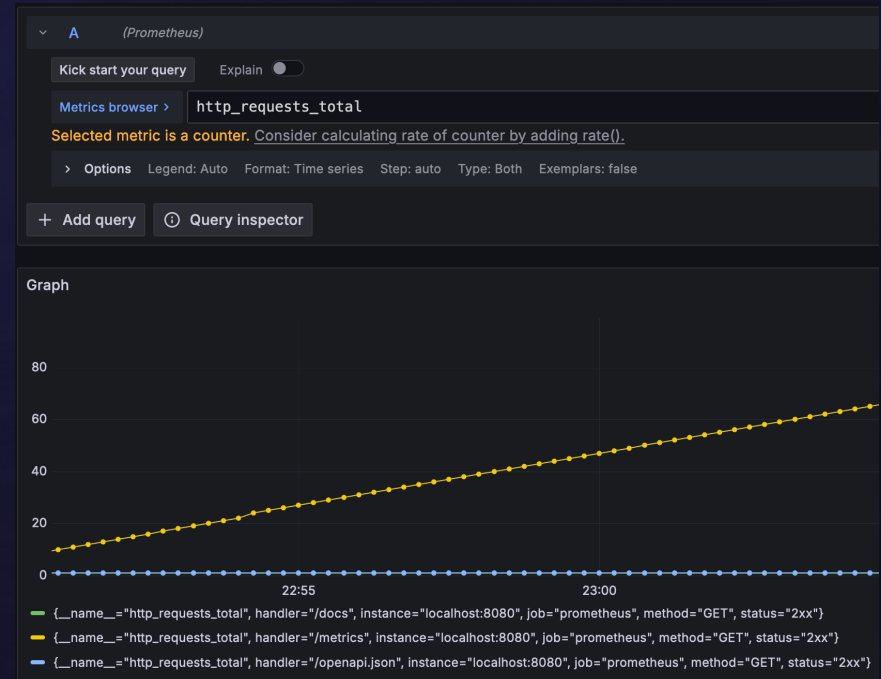 A (Prometheus)
Kick start your query Explain
Metrics browser > http_requests_total
Selected metric is a counter. Consider calculating rate of counter by adding rate().
> Options Legend: Auto Format: Time series Step: auto Type: Both Exemplars: false
+ Add query Query inspector
Graph
80
60
40
20
0
22:55 23:00
{__name__="http_requests_total", handler="/docs", instance="localhost:8080", job="prometheus", method="GET", status="2xx"}
{__name__="http_requests_total", handler="/metrics", instance="localhost:8080", job="prometheus", method="GET", status="2xx"}
{__name__="http_requests_total", handler="/openapi.json", instance="localhost:8080", job="prometheus", method="GET", status="2xx"}